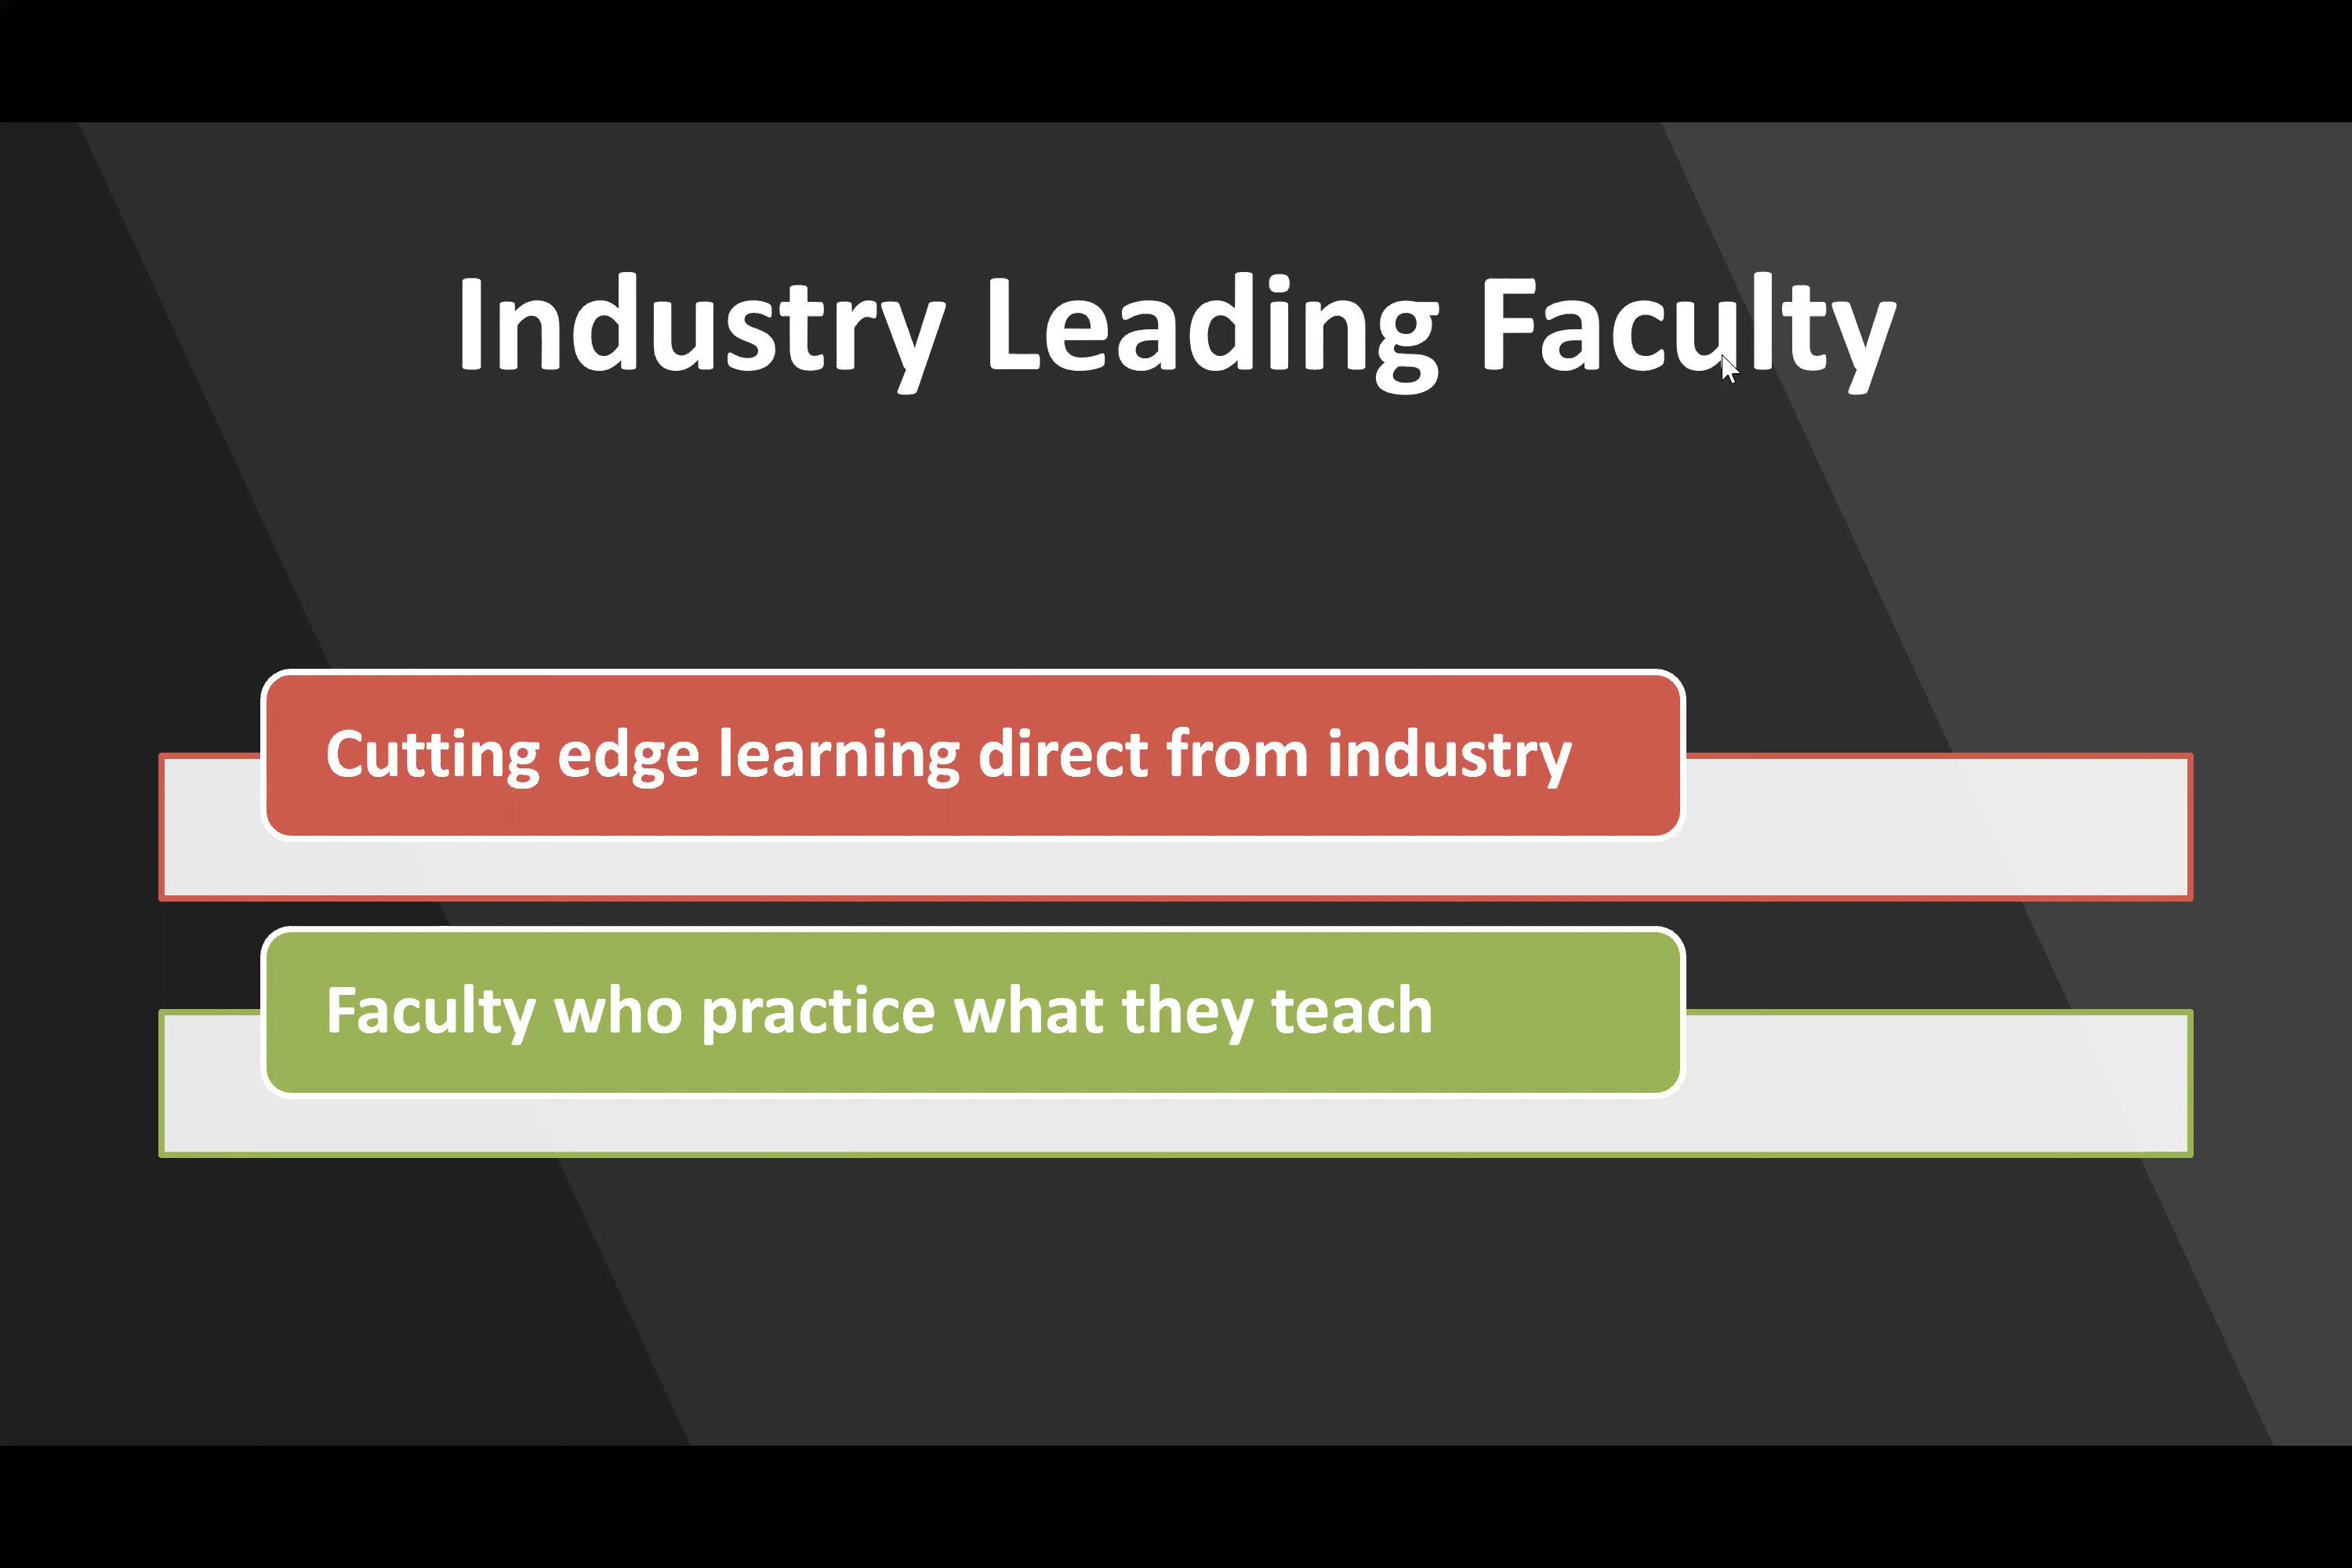 Industry Leading Faculty
Cutting edge learning direct from industry
Faculty who practice what they teach